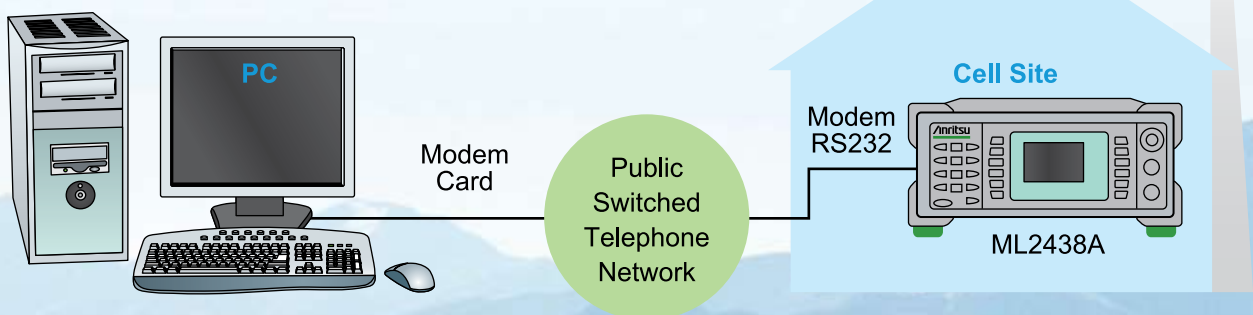 PC
Modem
Card
Public
Switched
Telephone
Network
Modem
RS232
Cell Site
Anritsu
ML2438A